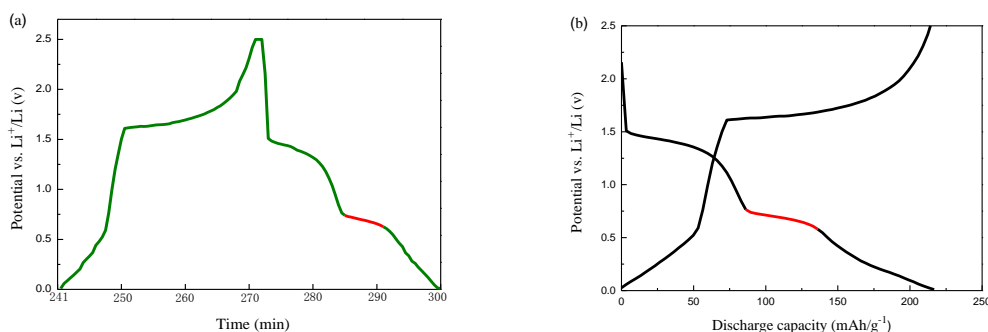 (a)
2.5
2.0
1.5
1.0
0.5
0.0
Potential vs. Li⁺/Li (v)
241 250 260 270 280 290 300
Time (min)
(b)
2.5
2.0
1.5
1.0
0.5
0.0
Potential vs. Li⁺/Li (v)
0 50 100 150 200 250
Discharge capacity (mAh/g⁻¹)